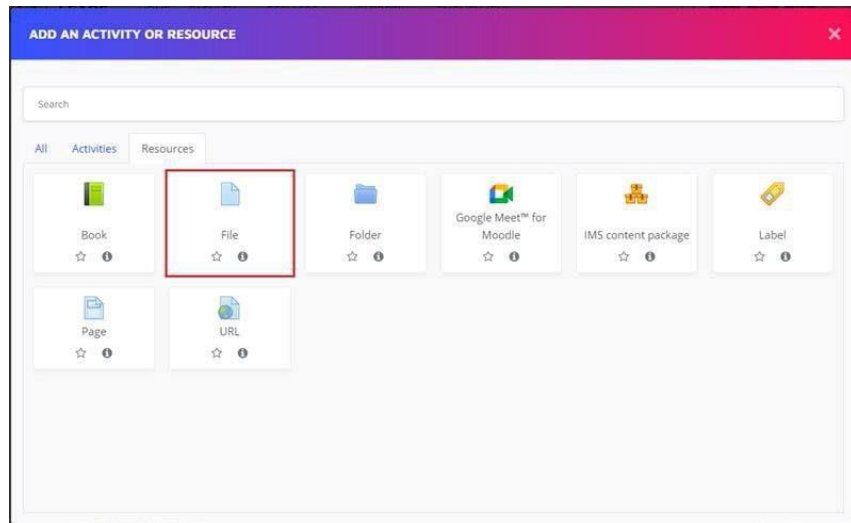 ADD AN ACTIVITY OR RESOURCE
Search
All Activities Resources
Book File Folder Google Meet™ for Moodle IMS content package Label
Page URL